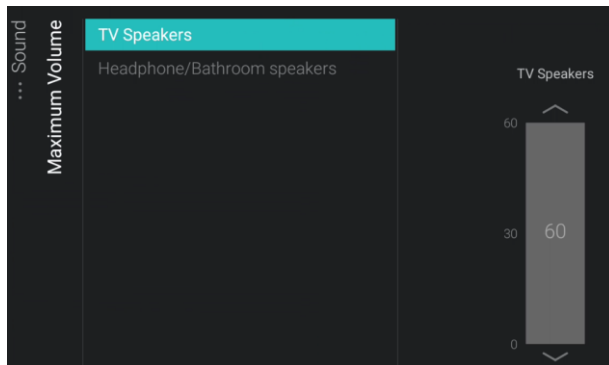 ... Sound
Maximum Volume
TV Speakers
Headphone/Bathroom speakers
TV Speakers
60
30
60
0